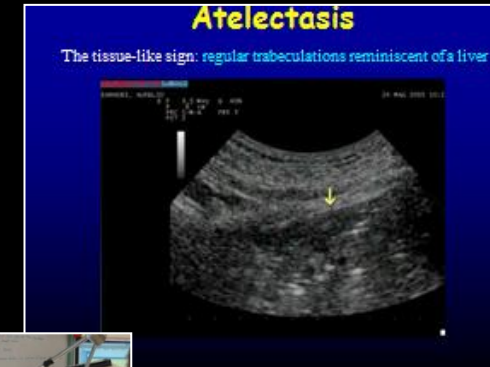 Atelectasis
The tissue-like sign: regular trabeculations reminiscent of a liver